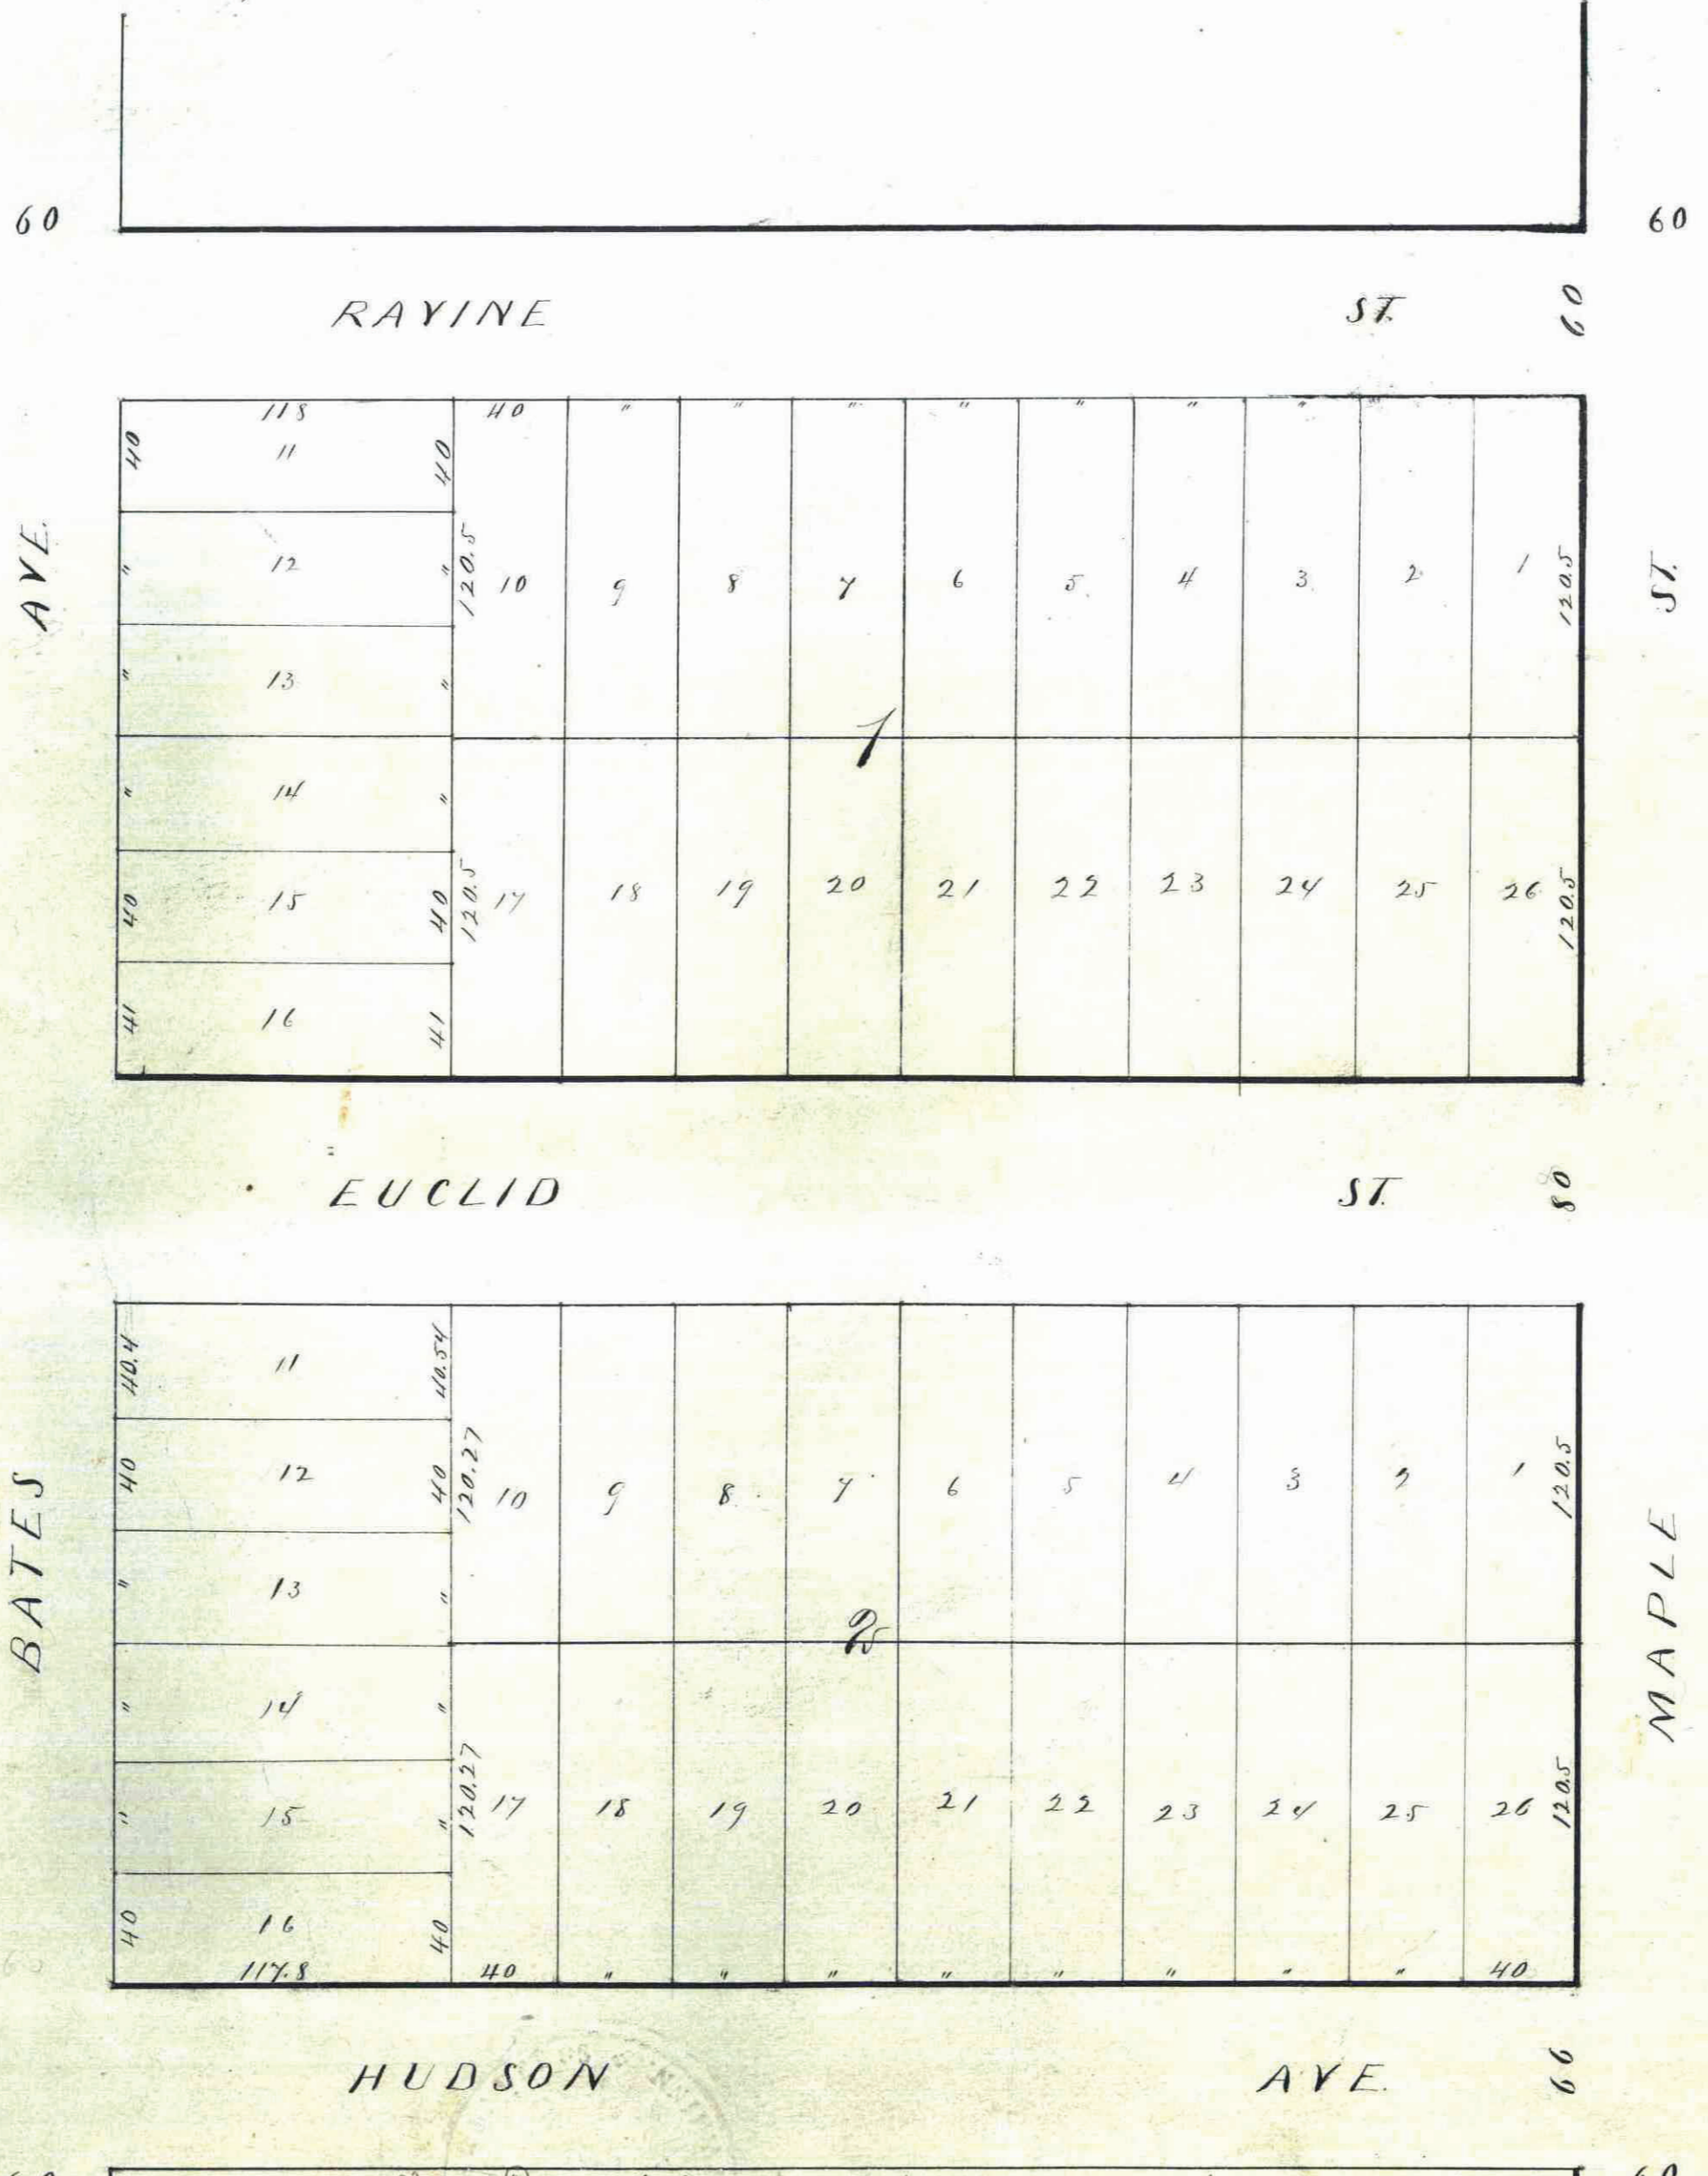 60 60
RAVINE ST. 60
118 40 " " " " " " "
40 11 40
AVE. ST.
" 12 " 120.5 10 9 8 7 6 5 4 3 2 1 120.5
" 13 "
1
" 14 "
40 15 40 120.5 17 18 19 20 21 22 23 24 25 26 120.5
41 16 41
EUCLID ST. 80
40.4 11 40.54
40 12 40 120.27 10 9 8 7 6 5 4 3 2 1 120.5
BATES MAPLE
" 13 "
2
" 14 "
" 15 " 120.27 17 18 19 20 21 22 23 24 25 26 120.5
40 16 40
117.8 40 " " " " " " " " 40
HUDSON AVE. 66